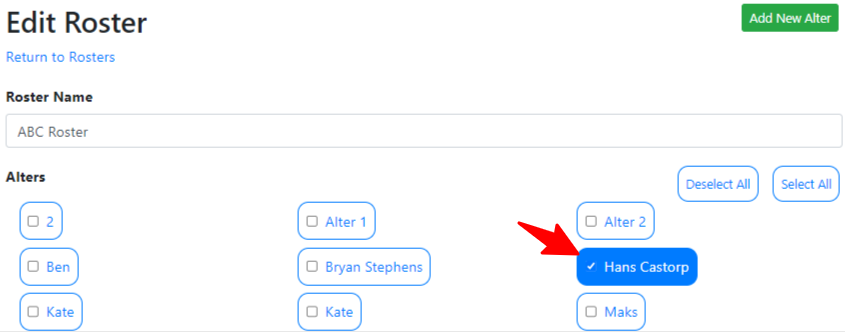 Edit Roster
Add New Alter
Return to Rosters
Roster Name
ABC Roster
Alters
Deselect All
Select All
2
Alter 1
Alter 2
Ben
Bryan Stephens
Hans Castorp
Kate
Kate
Maks